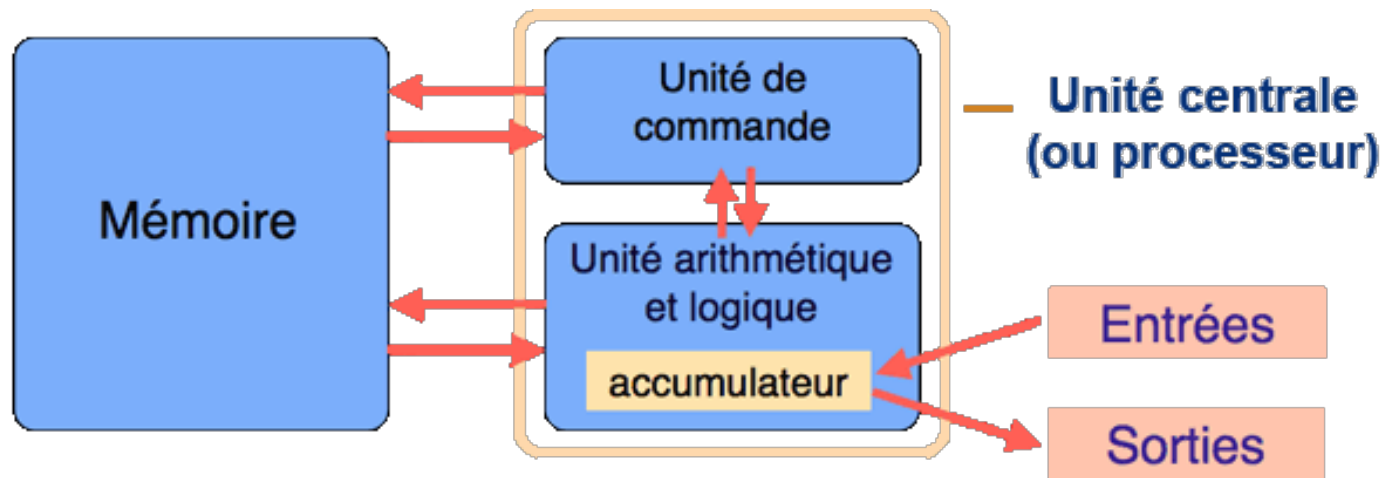 Mémoire
Unité de
commande
Unité arithmétique
et logique
accumulateur
Unité centrale
(ou processeur)
Entrées
Sorties